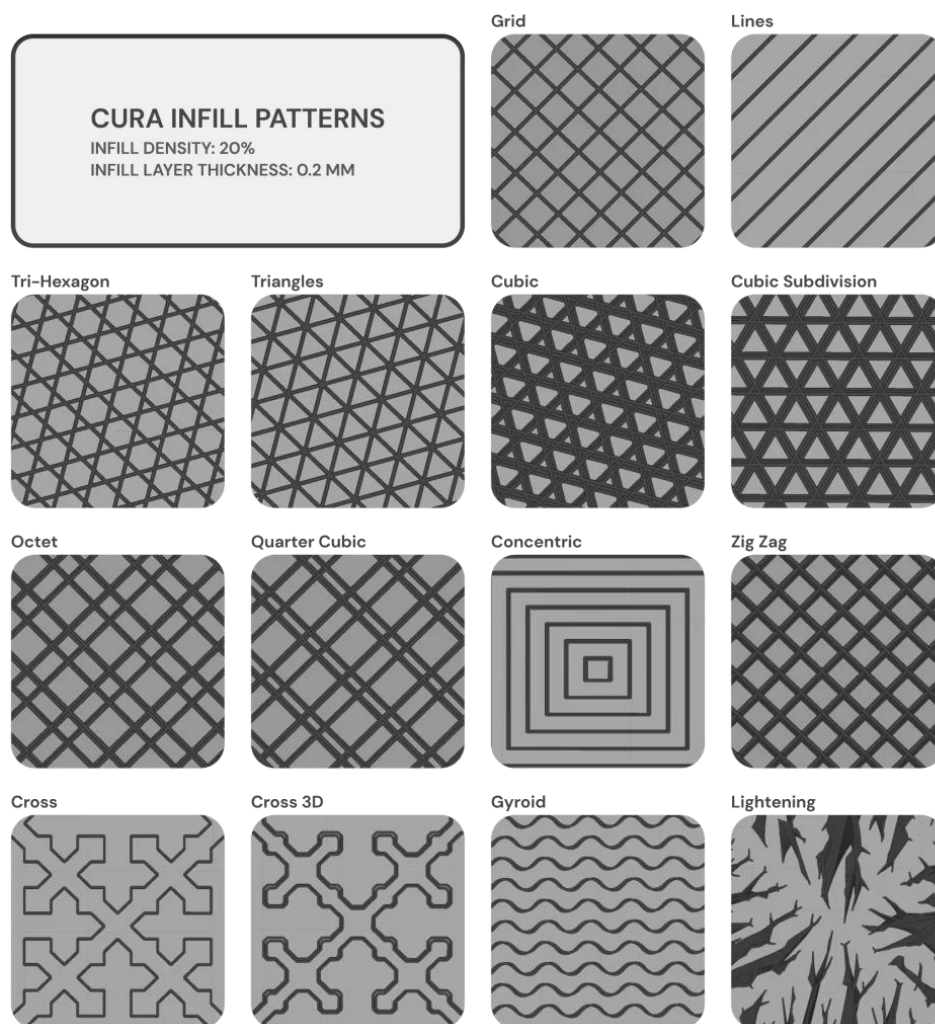 Grid
Lines
CURA INFILL PATTERNS
INFILL DENSITY: 20%
INFILL LAYER THICKNESS: 0.2 MM
Tri-Hexagon
Triangles
Cubic
Cubic Subdivision
Octet
Quarter Cubic
Concentric
Zig Zag
Cross
Cross 3D
Gyroid
Lightening